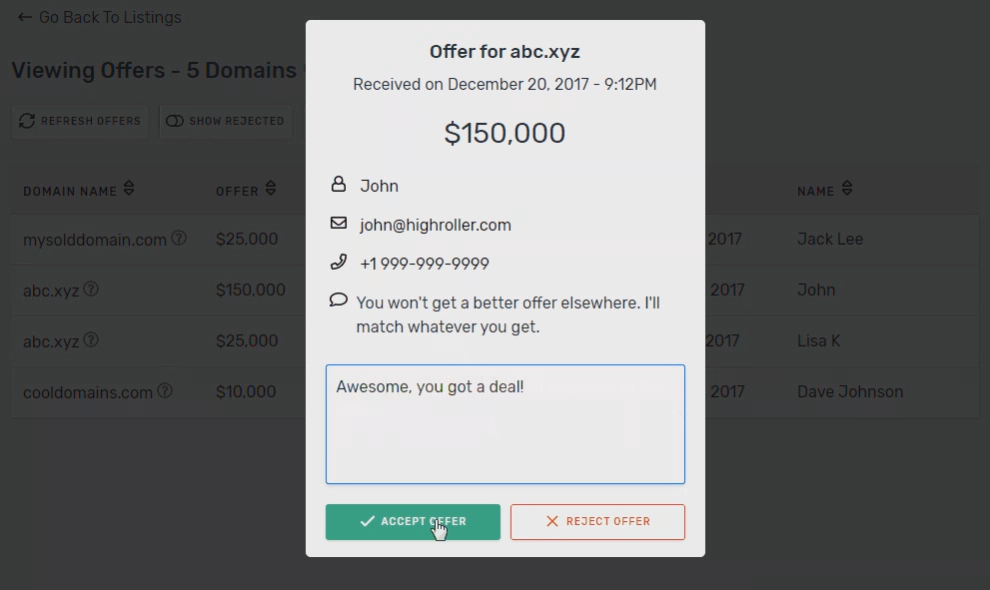 Go Back To Listings
Viewing Offers - 5 Domains
REFRESH OFFERS
SHOW REJECTED
DOMAIN NAME OFFER NAME
mysolddomain.com $25,000 2017 Jack Lee
abc.xyz $150,000 2017 John
abc.xyz $25,000 2017 Lisa K
cooldomains.com $10,000 2017 Dave Johnson
Offer for abc.xyz
Received on December 20, 2017 - 9:12PM
$150,000
John
john@highroller.com
+1 999-999-9999
You won't get a better offer elsewhere. I'll
match whatever you get.
Awesome, you got a deal!
ACCEPT OFFER
REJECT OFFER